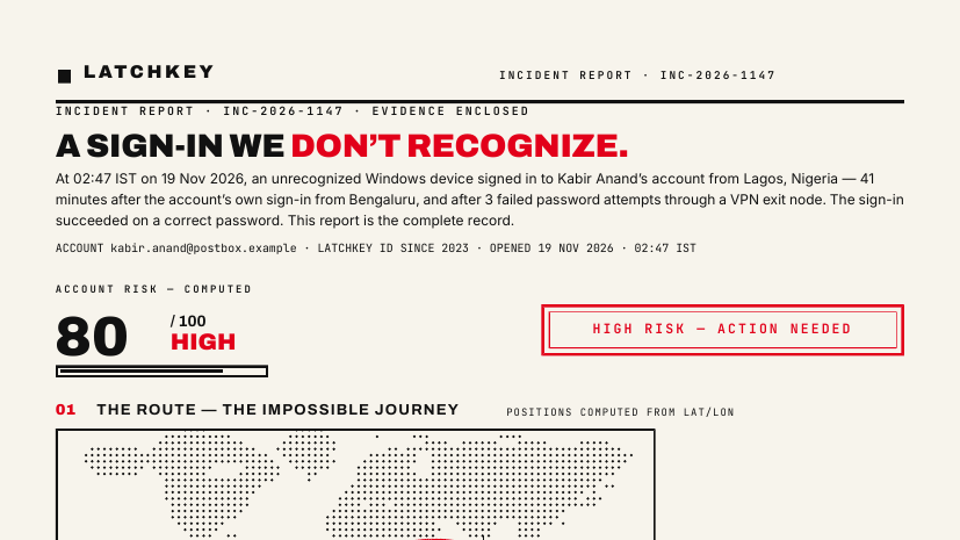 LATCHKEY
INCIDENT REPORT · INC-2026-1147
INCIDENT REPORT · INC-2026-1147 · EVIDENCE ENCLOSED
A SIGN-IN WE DON’T RECOGNIZE.
At 02:47 IST on 19 Nov 2026, an unrecognized Windows device signed in to Kabir Anand’s account from Lagos, Nigeria — 41
minutes after the account’s own sign-in from Bengaluru, and after 3 failed password attempts through a VPN exit node. The sign-in
succeeded on a correct password. This report is the complete record.
ACCOUNT kabir.anand@postbox.example · LATCHKEY ID SINCE 2023 · OPENED 19 NOV 2026 · 02:47 IST
ACCOUNT RISK — COMPUTED
80 / 100
HIGH
HIGH RISK — ACTION NEEDED
01 THE ROUTE — THE IMPOSSIBLE JOURNEY
POSITIONS COMPUTED FROM LAT/LON